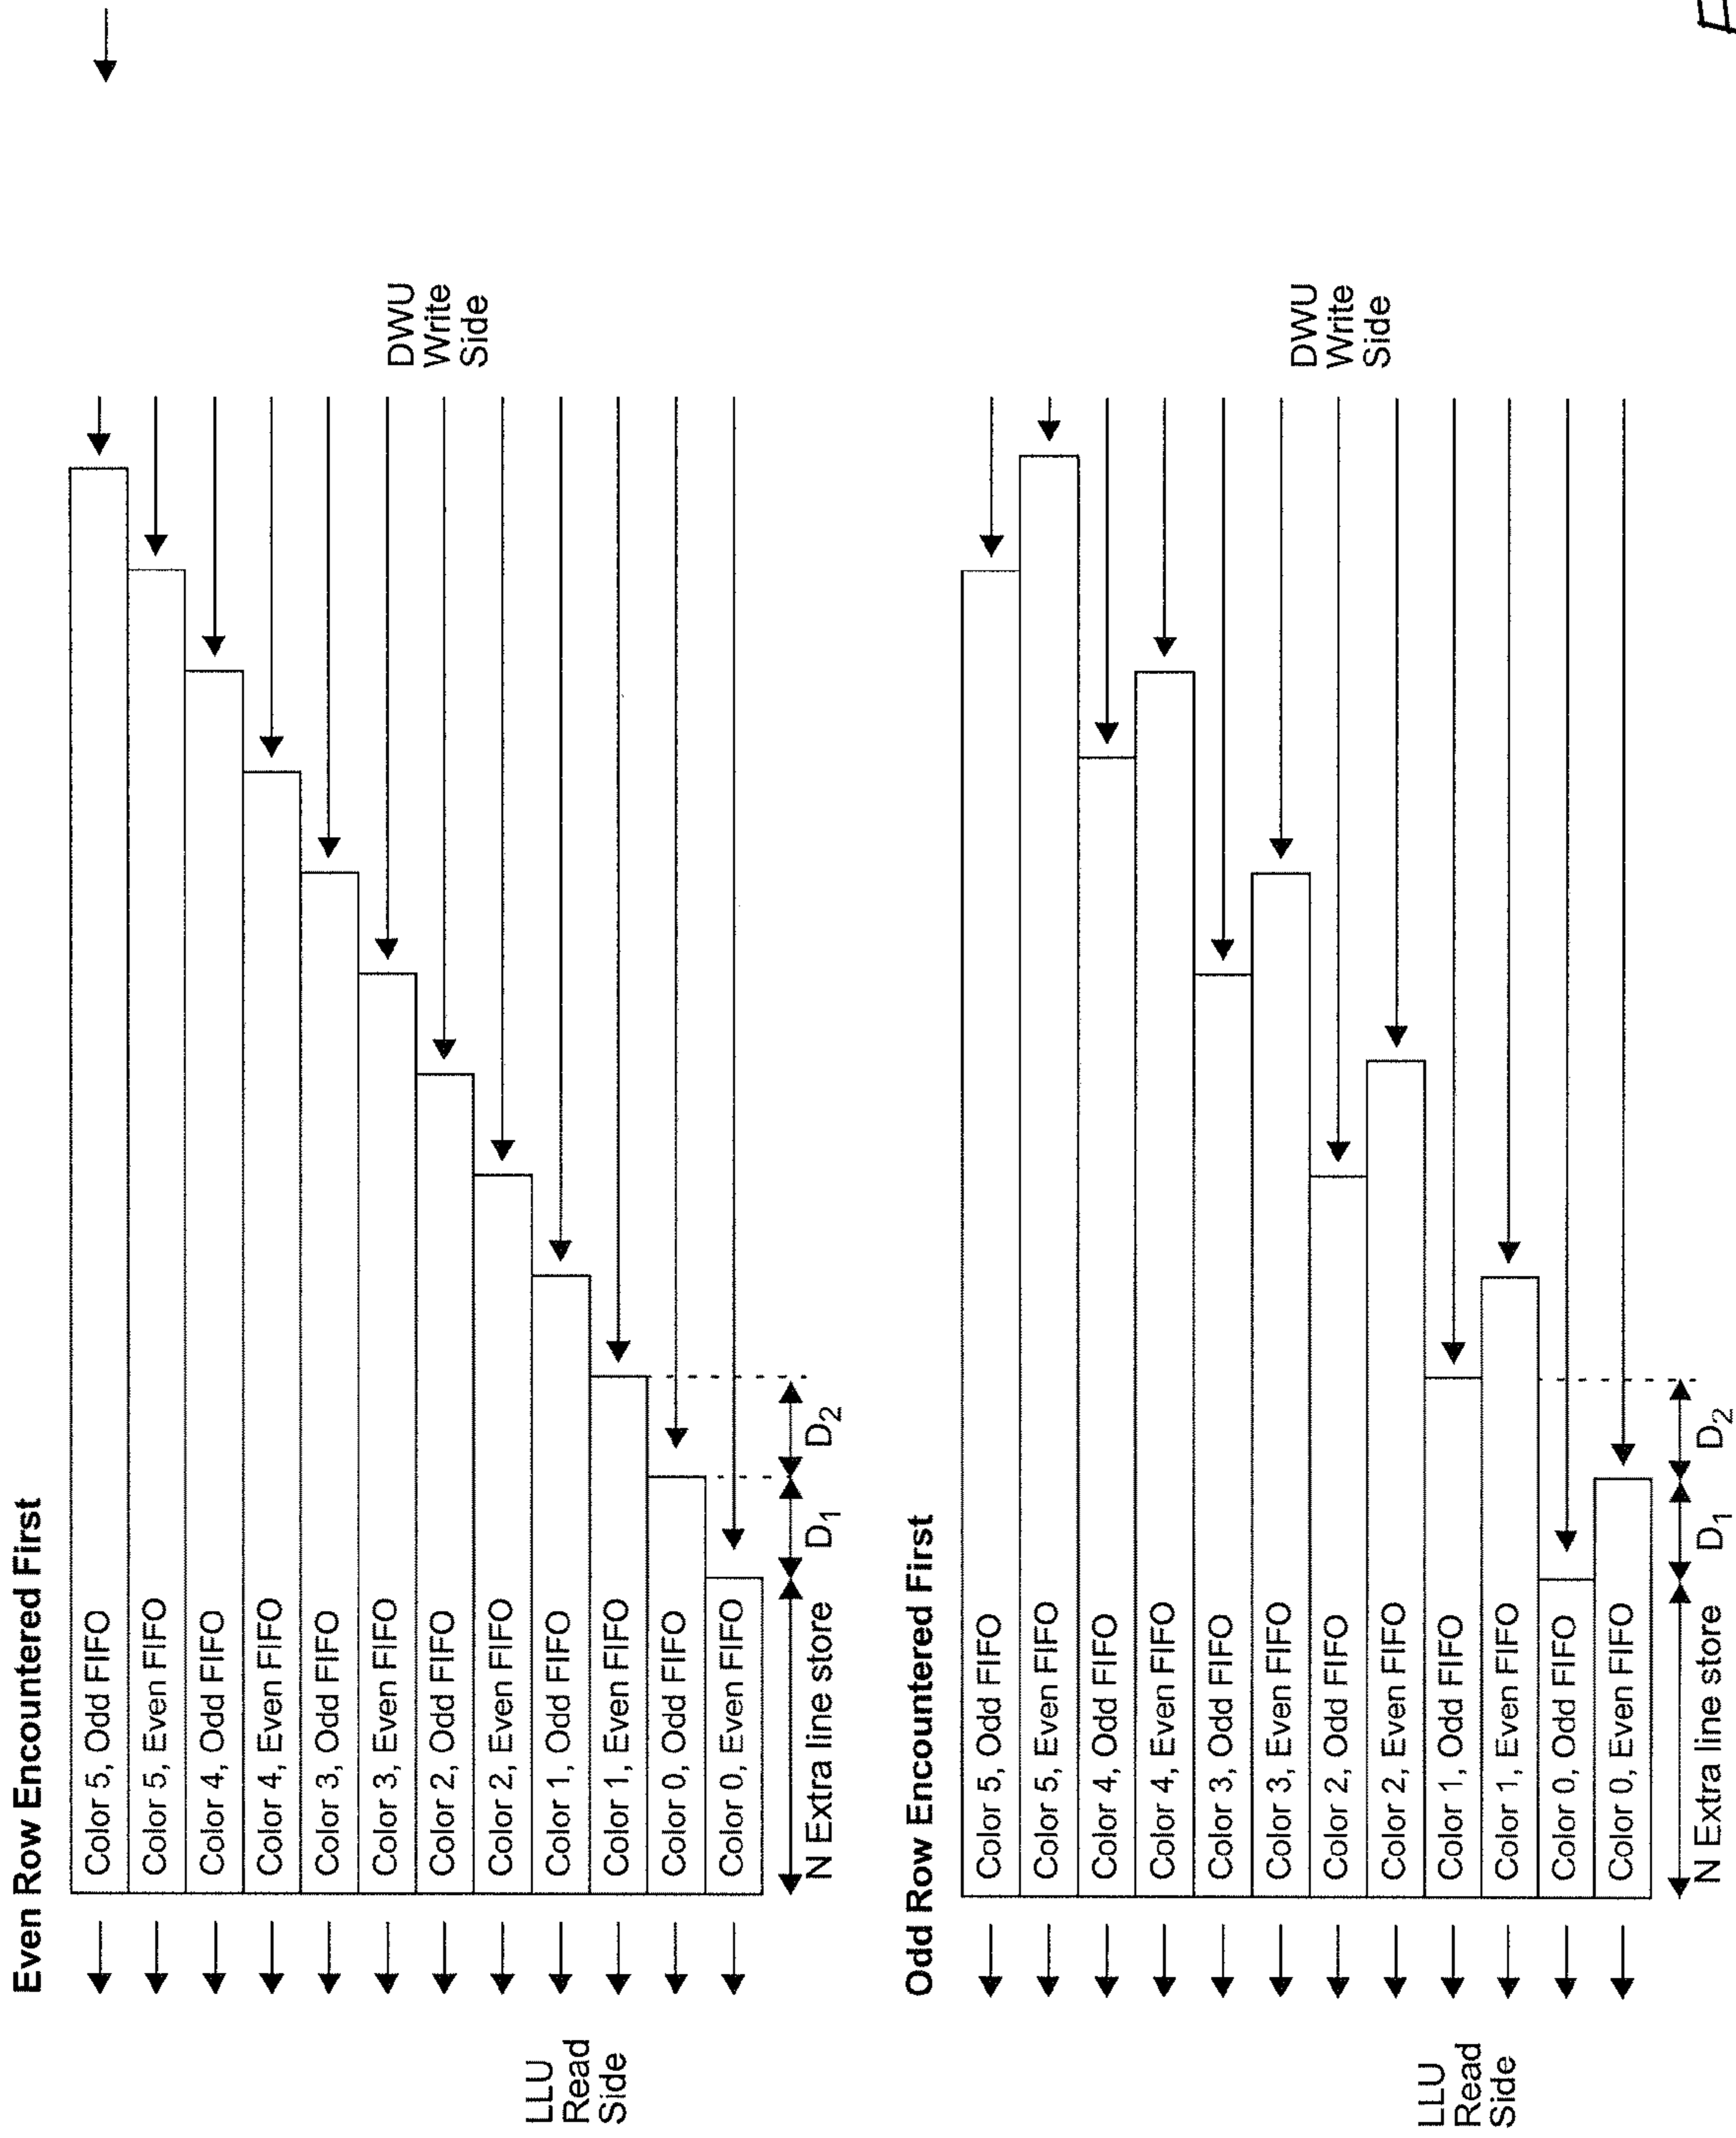 Even Row Encountered First
Color 5, Odd FIFO
Color 5, Even FIFO
Color 4, Odd FIFO
Color 4, Even FIFO
Color 3, Odd FIFO
Color 3, Even FIFO
Color 2, Odd FIFO
Color 2, Even FIFO
Color 1, Odd FIFO
Color 1, Even FIFO
Color 0, Odd FIFO
Color 0, Even FIFO
LLU
Read
Side
DWU
Write
Side
N Extra line store
D1
D2
Odd Row Encountered First
Color 5, Odd FIFO
Color 5, Even FIFO
Color 4, Odd FIFO
Color 4, Even FIFO
Color 3, Odd FIFO
Color 3, Even FIFO
Color 2, Odd FIFO
Color 2, Even FIFO
Color 1, Odd FIFO
Color 1, Even FIFO
Color 0, Odd FIFO
Color 0, Even FIFO
LLU
Read
Side
DWU
Write
Side
N Extra line store
D1
D2